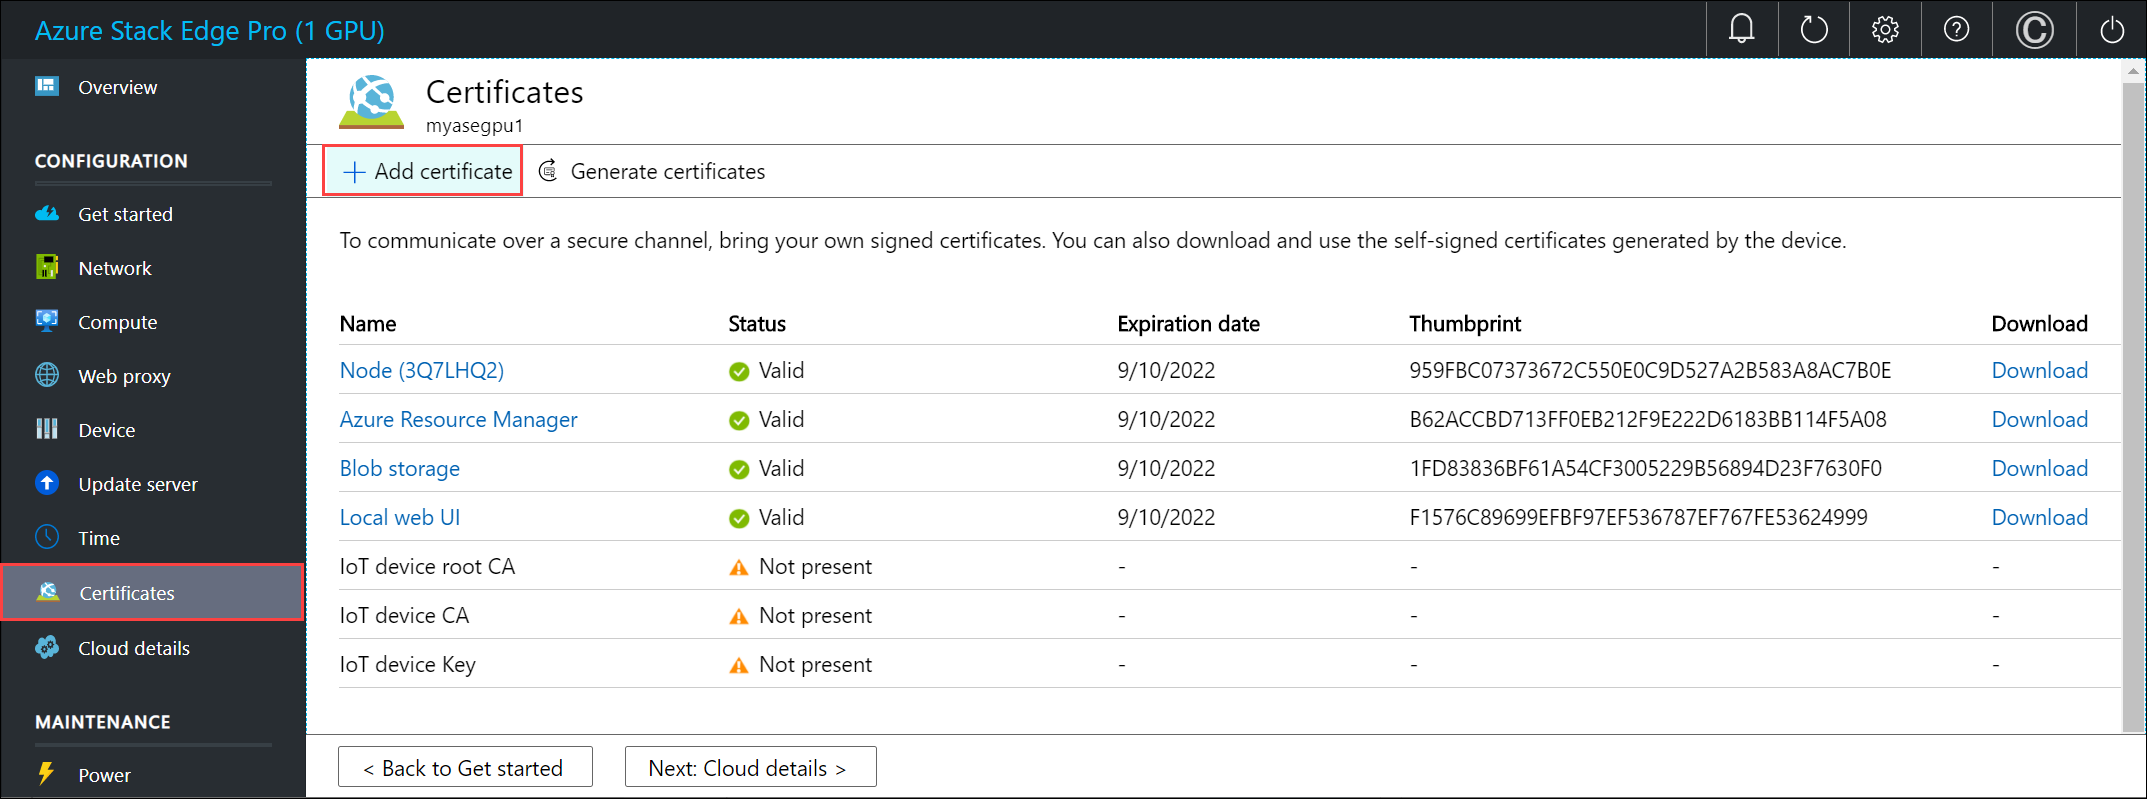 Azure Stack Edge Pro (1 GPU)
Overview
CONFIGURATION
Get started
Network
Compute
Web proxy
Device
Update server
Time
Certificates
Cloud details
MAINTENANCE
Power
Certificates
myasegpu1
Add certificate Generate certificates
To communicate over a secure channel, bring your own signed certificates. You can also download and use the self-signed certificates generated by the device.
Name Status Expiration date Thumbprint Download
Node (3Q7LHQ2) Valid 9/10/2022 959FBC07373672C550E0C9D527A2B583A8AC7B0E Download
Azure Resource Manager Valid 9/10/2022 B62ACCBD713FF0EB212F9E222D6183BB114F5A08 Download
Blob storage Valid 9/10/2022 1FD83836BF61A54CF3005229B56894D23F7630F0 Download
Local web UI Valid 9/10/2022 F1576C89699EFBF97EF536787EF767FE53624999 Download
IoT device root CA Not present - - -
IoT device CA Not present - - -
IoT device Key Not present - - -
< Back to Get started Next: Cloud details >